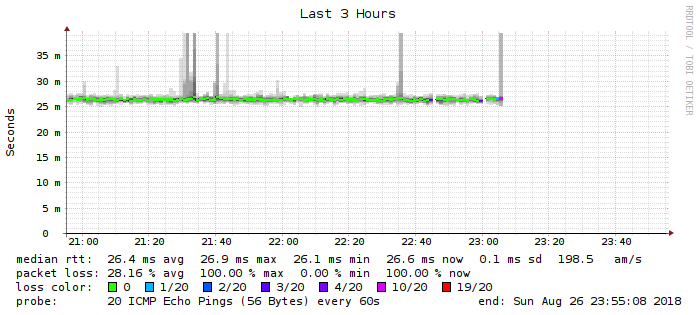 Last 3 Hours
RRDTOOL / TOBI OETIKER
Seconds
35 m
30 m
25 m
20 m
15 m
10 m
5 m
0
21:00 21:20 21:40 22:00 22:20 22:40 23:00 23:20 23:40
median rtt: 26.4 ms avg 26.9 ms max 26.1 ms min 26.6 ms now 0.1 ms sd 198.5 am/s
packet loss: 28.16 % avg 100.00 % max 0.00 % min 100.00 % now
loss color: 0 1/20 2/20 3/20 4/20 10/20 19/20
probe: 20 ICMP Echo Pings (56 Bytes) every 60s end: Sun Aug 26 23:55:08 2018